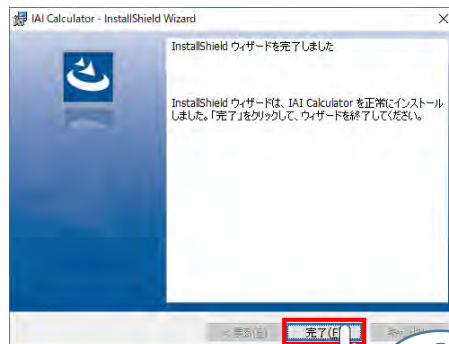 IAI Calculator - InstallShield Wizard
InstallShield ウィザードを完了しました
InstallShield ウィザードは、IAI Calculator を正常にインストール
しました。「完了」をクリックして、ウィザードを終了してください。
< 戻る(B) 完了(F)